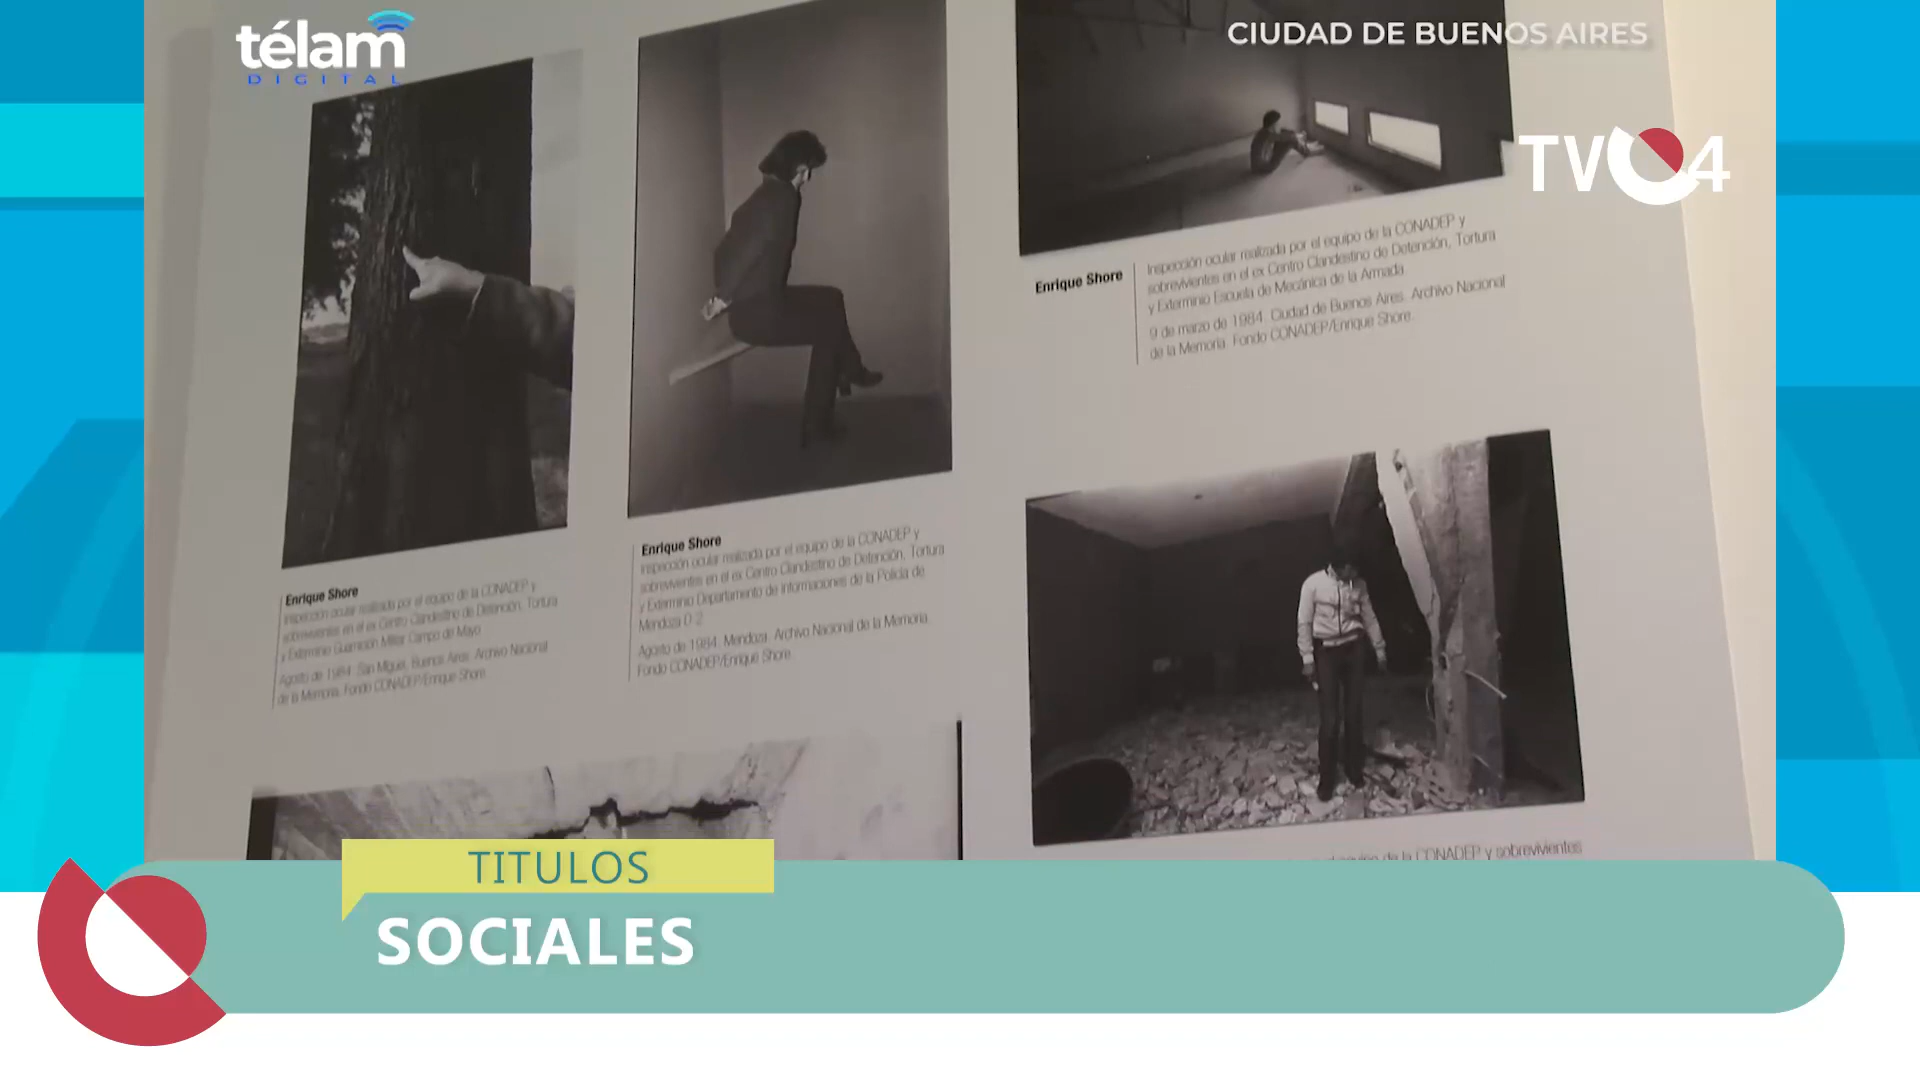 télam
DIGITAL
CIUDAD DE BUENOS AIRES
TVO4
Enrique Shore
Inspección ocular realizada por el equipo de la CONADEP y
sobrevivientes en el ex Centro Clandestino de Detención, Tortura
y Exterminio Escuela de Mecánica de la Armada
9 de marzo de 1984. Ciudad de Buenos Aires. Archivo Nacional
de la Memoria. Fondo CONADEP/Enrique Shore.
Enrique Shore
Inspección ocular realizada por el equipo de la CONADEP y
sobrevivientes en el ex Centro Clandestino de Detención, Tortura
y Exterminio Departamento de Informaciones de la Policía de
Mendoza D 2
Agosto de 1984. Mendoza. Archivo Nacional de la Memoria.
Fondo CONADEP/Enrique Shore.
Enrique Shore
Inspección ocular realizada por el equipo de la CONADEP y
sobrevivientes en el ex Centro Clandestino de Detención, Tortura
y Exterminio Guarnición Militar Campo de Mayo
Agosto de 1984. San Miguel, Buenos Aires. Archivo Nacional
de la Memoria. Fondo CONADEP/Enrique Shore.
equipo de la CONADEP y sobrevivientes
TITULOS
SOCIALES